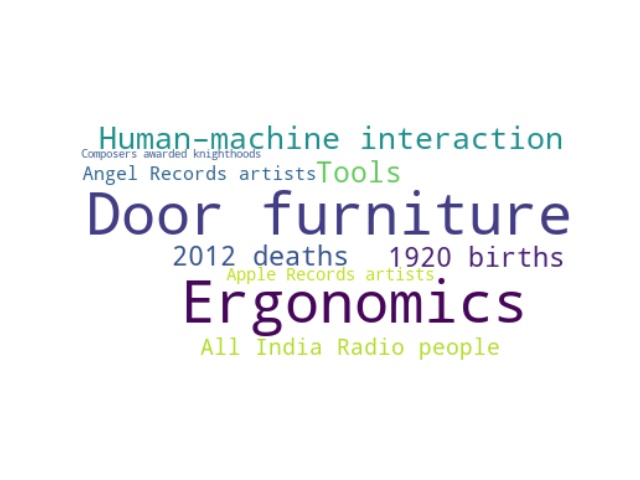 Human-machine interaction
Composers awarded knighthoods
Angel Records artists Tools
Door furniture
2012 deaths 1920 births
Apple Records artists
Ergonomics
All India Radio people